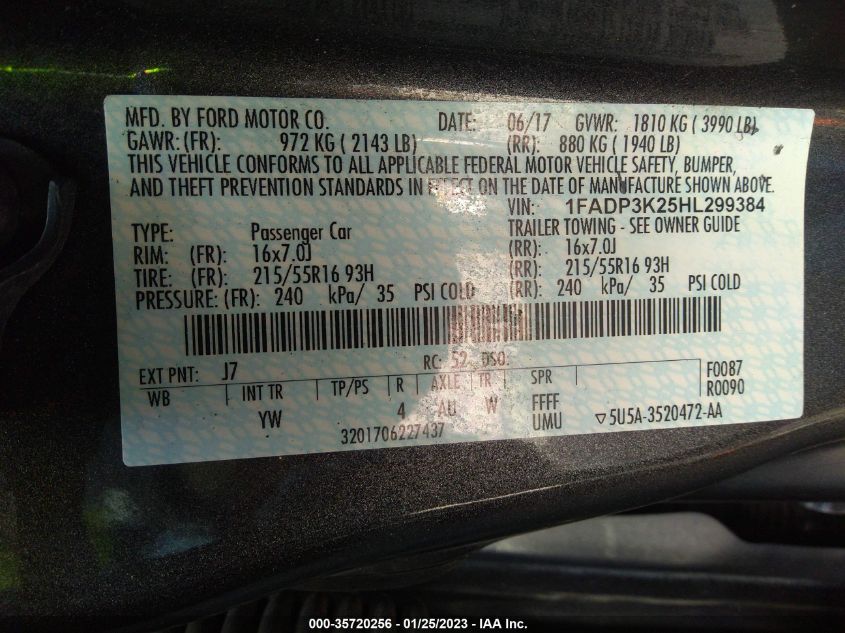 MFD. BY FORD MOTOR CO. DATE: 06/17 GVWR: 1810 KG ( 3990 LB)
GAWR:(FR): 972 KG ( 2143 LB) (RR): 880 KG ( 1940 LB)
THIS VEHICLE CONFORMS TO ALL APPLICABLE FEDERAL MOTOR VEHICLE SAFETY, BUMPER,
AND THEFT PREVENTION STANDARDS IN EFFECT ON THE DATE OF MANUFACTURE SHOWN ABOVE.
VIN: 1FADP3K25HL299384
TYPE: Passenger Car TRAILER TOWING - SEE OWNER GUIDE
RIM: (FR): 16x7.0J (RR): 16x7.0J
TIRE: (FR): 215/55R16 93H (RR): 215/55R16 93H
PRESSURE: (FR): 240 kPa/ 35 PSI COLD (RR): 240 kPa/ 35 PSI COLD
EXT PNT: J7 RC: 52 DSO: F0087
WB INT TR TP/PS R AXLE TR SPR R0090
YW 4 AU W FFFF
UMU 5U5A-3520472-AA
3201706227437
000-35720256 - 01/25/2023 - IAA Inc.